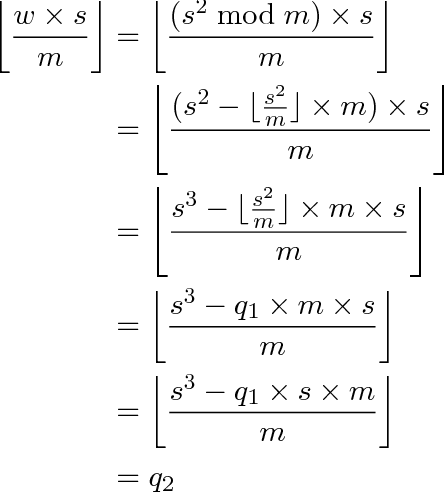 ⌊(w × s)/m⌋ = ⌊((s² mod m) × s)/m⌋
= ⌊((s² − ⌊s²/m⌋ × m) × s)/m⌋
= ⌊(s³ − ⌊s²/m⌋ × m × s)/m⌋
= ⌊(s³ − q₁ × m × s)/m⌋
= ⌊(s³ − q₁ × s × m)/m⌋
= q₂